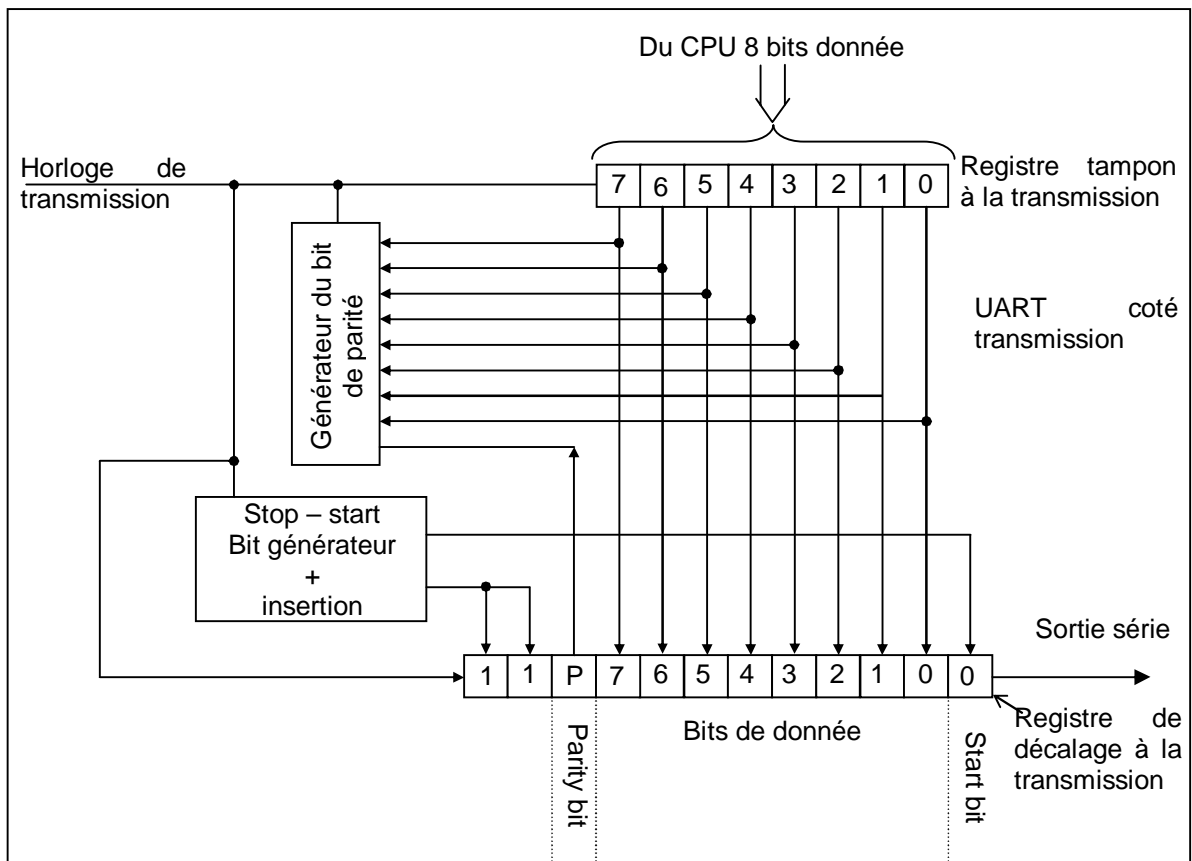 Du CPU 8 bits donnée
Horloge de
transmission
7 6 5 4 3 2 1 0
Registre tampon
à la transmission
Générateur du bit
de parité
UART coté
transmission
Stop – start
Bit générateur
+
insertion
Sortie série
1 1 P 7 6 5 4 3 2 1 0 0
Parity bit
Bits de donnée
Start bit
Registre de
décalage à la
transmission